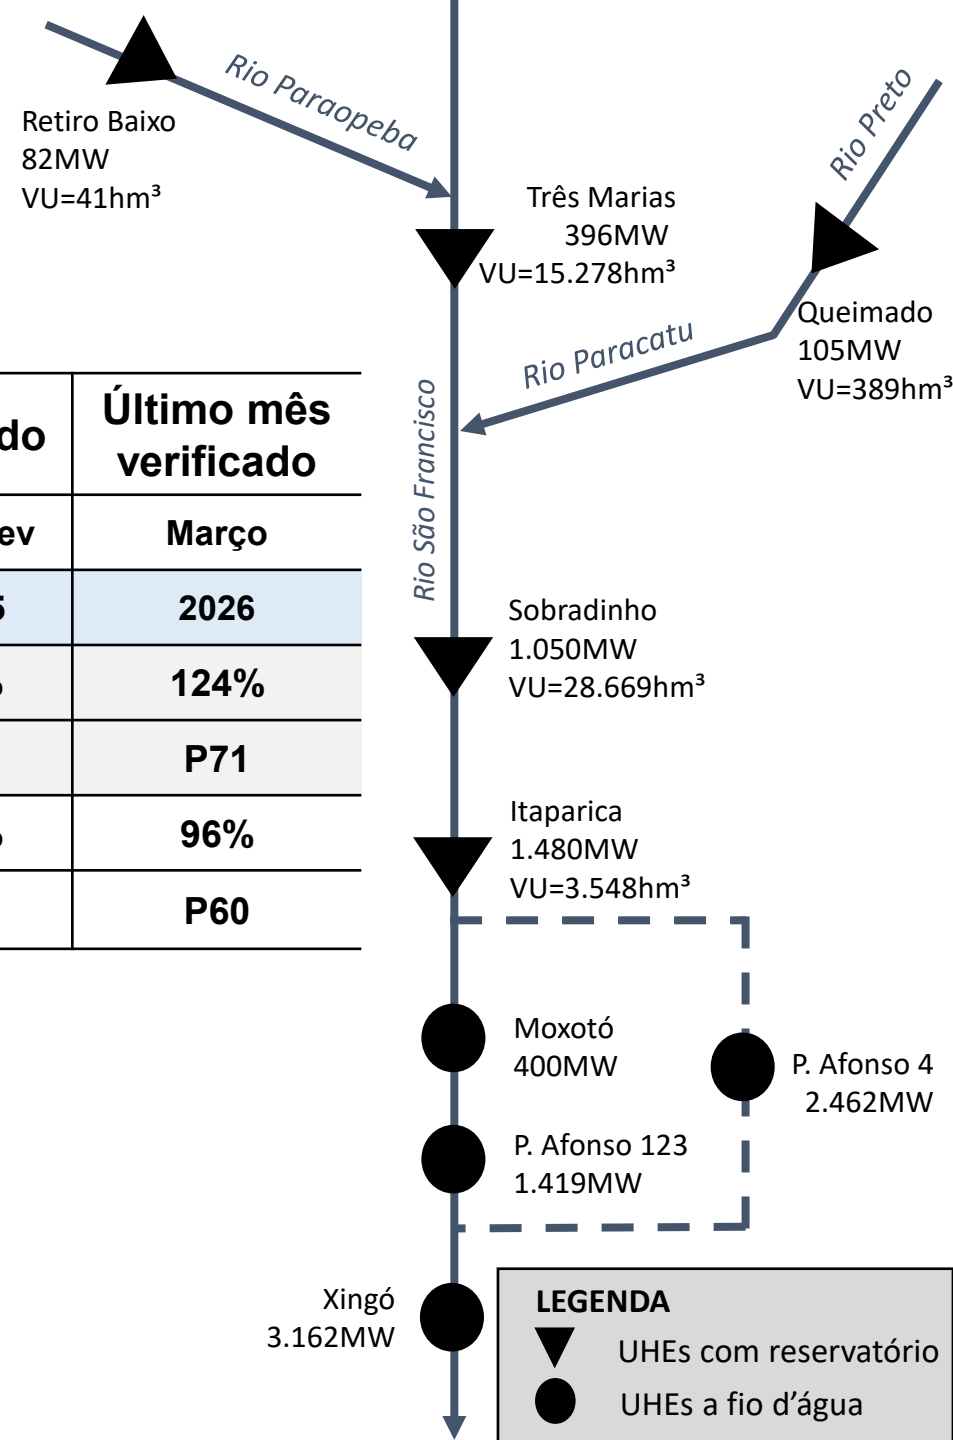 Rio Paraopeba
Retiro Baixo
82MW
VU=41hm³
Rio Preto
Três Marias
396MW
VU=15.278hm³
Queimado
105MW
VU=389hm³
Rio Paracatu
Rio São Francisco
do
Último mês
verificado
ev
Março
5
2026
%
124%
P71
%
96%
P60
Sobradinho
1.050MW
VU=28.669hm³
Itaparica
1.480MW
VU=3.548hm³
Moxotó
400MW
P. Afonso 4
2.462MW
P. Afonso 123
1.419MW
Xingó
3.162MW
LEGENDA
UHEs com reservatório
UHEs a fio d'água